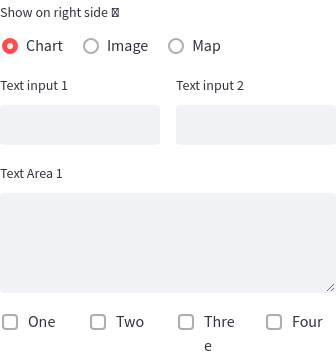 Show on right side
Chart Image Map
Text input 1 Text input 2
Text Area 1
One Two Thre Four
e